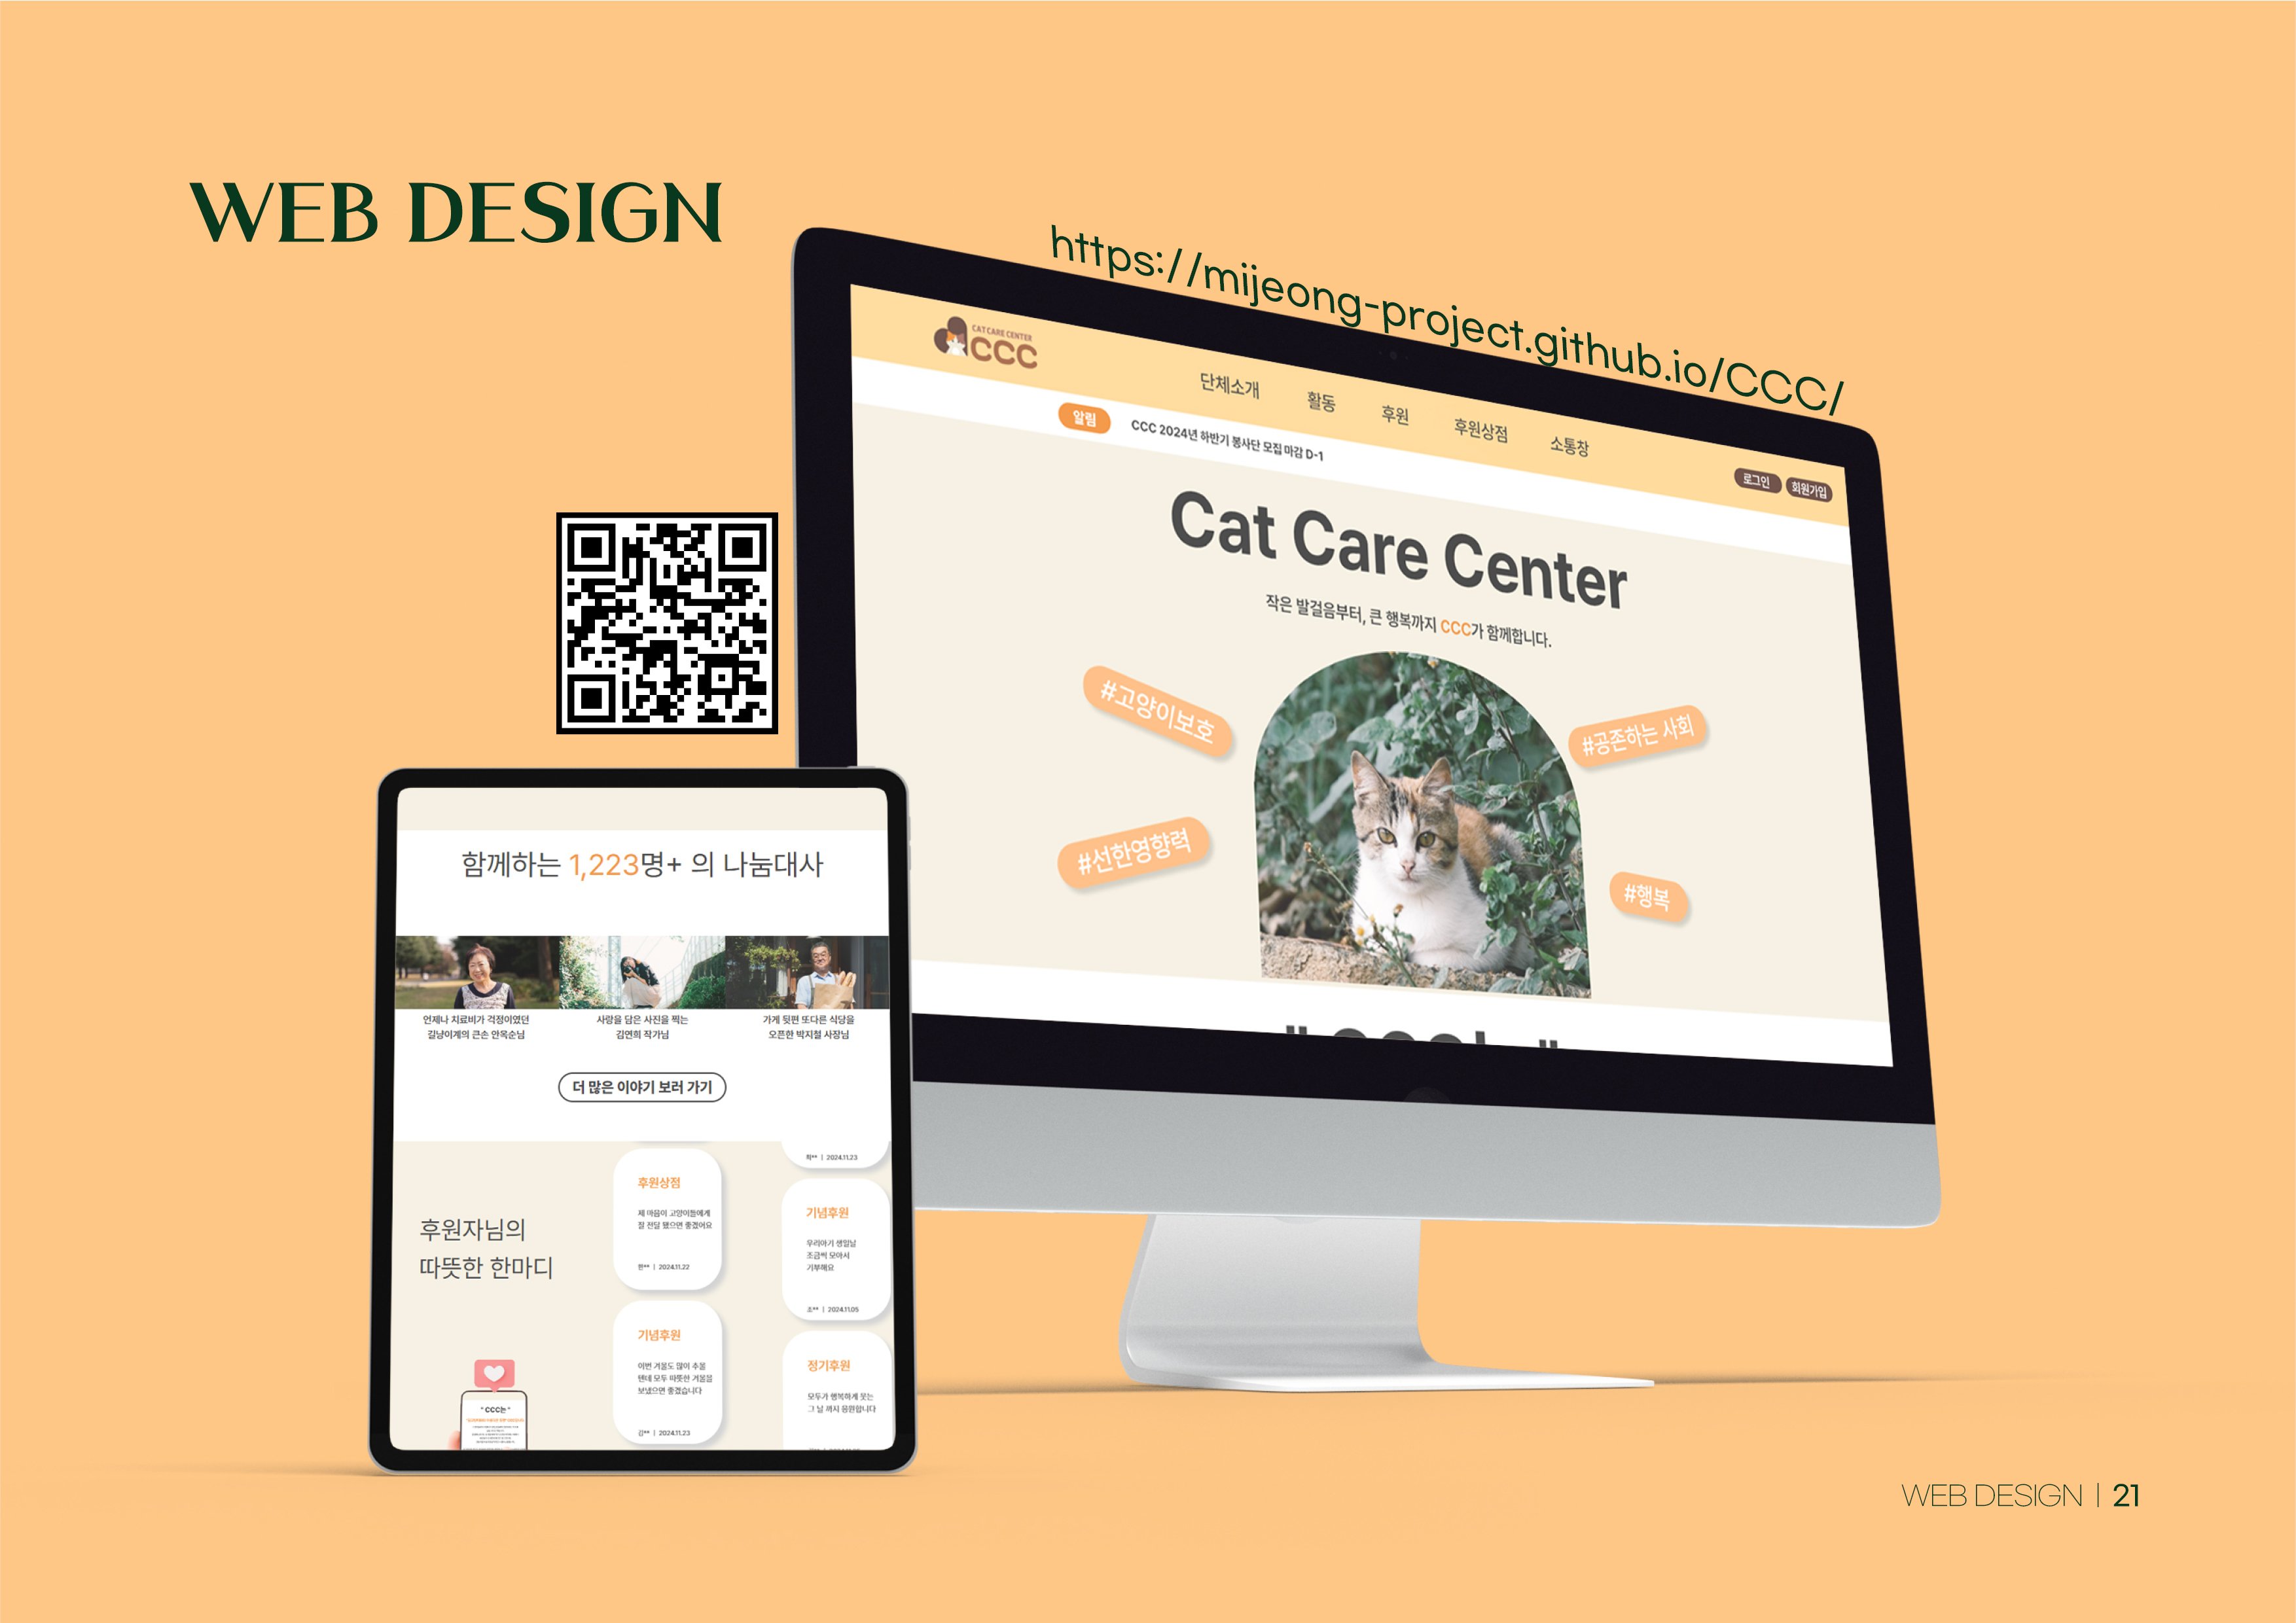 WEB DESIGN
https://mijeong-project.github.io/CCC/
CAT CARE CENTER
CCC
단체소개 활동 후원 후원상점 소통창
로그인 회원가입
알림 CCC 2024년 하반기 봉사단 모집 마감 D-1
Cat Care Center
작은 발걸음부터, 큰 행복까지 CCC가 함께합니다.
#고양이보호
#공존하는 사회
#선한영향력
#행복
함께하는 1,223명+ 의 나눔대사
언제나 치료비가 걱정이였던
길냥이계의 큰손 안옥순님
사랑을 담은 사진을 찍는
김연희 작가님
가게 뒷편 또다른 식당을
오픈한 박지철 사장님
더 많은 이야기 보러 가기
후원자님의
따뜻한 한마디
후원상점
제 마음이 고양이들에게
잘 전달 됐으면 좋겠어요
한** | 2024.11.22
기념후원
이번 겨울도 많이 추울
텐데 모두 따뜻한 겨울을
보냈으면 좋겠습니다
김** | 2024.11.23
2024.11.23
기념후원
우리아기 생일날
조금씩 모아서
기부해요
조** | 2024.11.05
정기후원
모두가 행복하게 웃는
그 날 까지 응원합니다
" CCC는 "
WEB DESIGN | 21